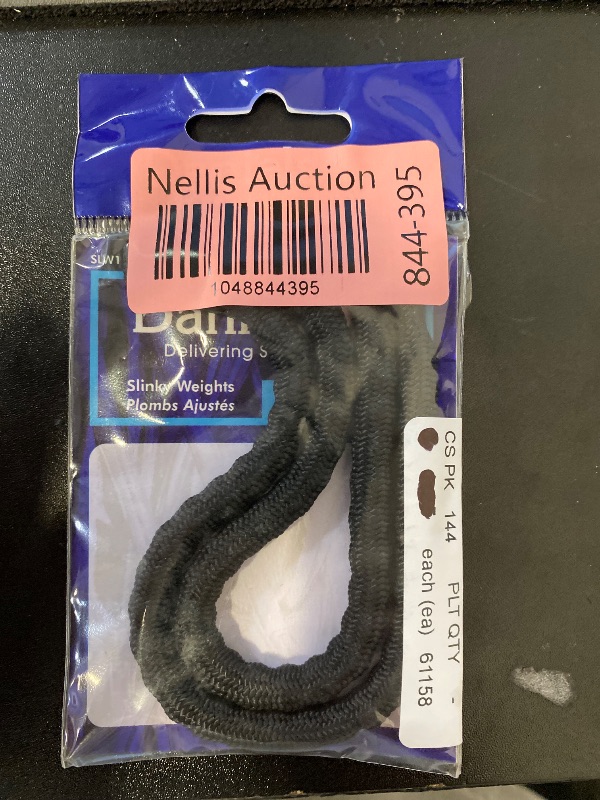 Nellis Auction
1048844395
844-395
SLW1
Delivering
Slinky Weights
Plombs Ajustés
CS PK 144 PLT QTY -
each (ea) 61158